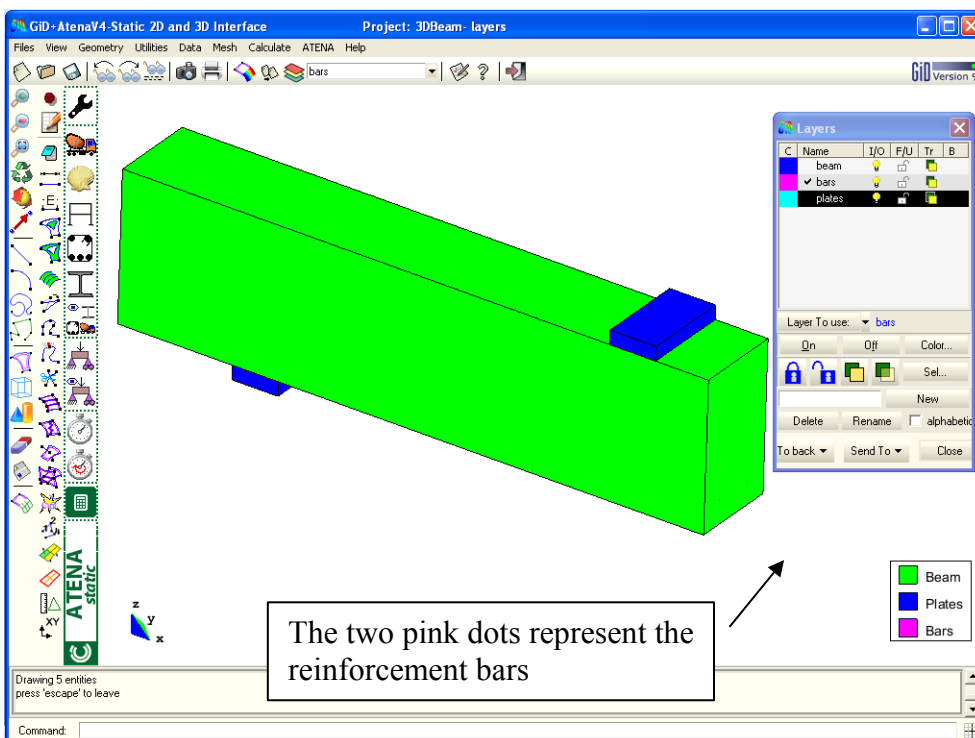 GiD+AtenaV4-Static 2D and 3D Interface Project: 3DBeam- layers
Files View Geometry Utilities Data Mesh Calculate ATENA Help
bars
GiD Version
Layers
C Name I/O F/U Tr B
beam
bars
plates
Layer To use: bars
On Off Color...
Sel...
New
Delete Rename alphabetic
To back Send To Close
E
XY
ATENA
static
z
y
x
Beam
Plates
Bars
The two pink dots represent the
reinforcement bars
Drawing 5 entities
press 'escape' to leave
Command: